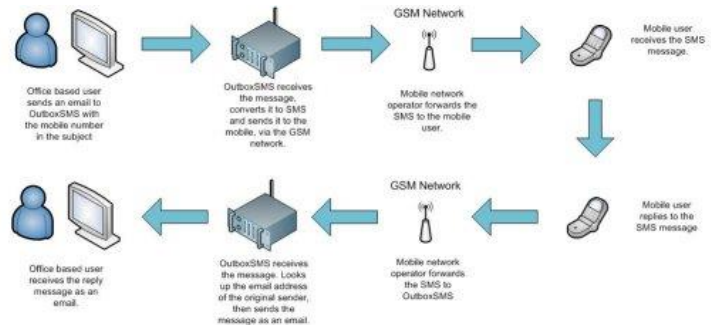 GSM Network
Office based user
sends an email to
OutboxSMS with
the mobile number
in the subject
OutboxSMS receives
the message,
converts it to SMS
and sends it to the
mobile, via the GSM
network.
Mobile network
operator forwards the
SMS to the mobile
user.
Mobile user
receives the SMS
message.
Mobile user
replies to the
SMS message
GSM Network
Mobile network
operator forwards
the SMS to
OutboxSMS
OutboxSMS receives
the message. Looks
up the email address
of the original sender,
then sends the
message as an email.
Office based user
receives the reply
message as an
email.